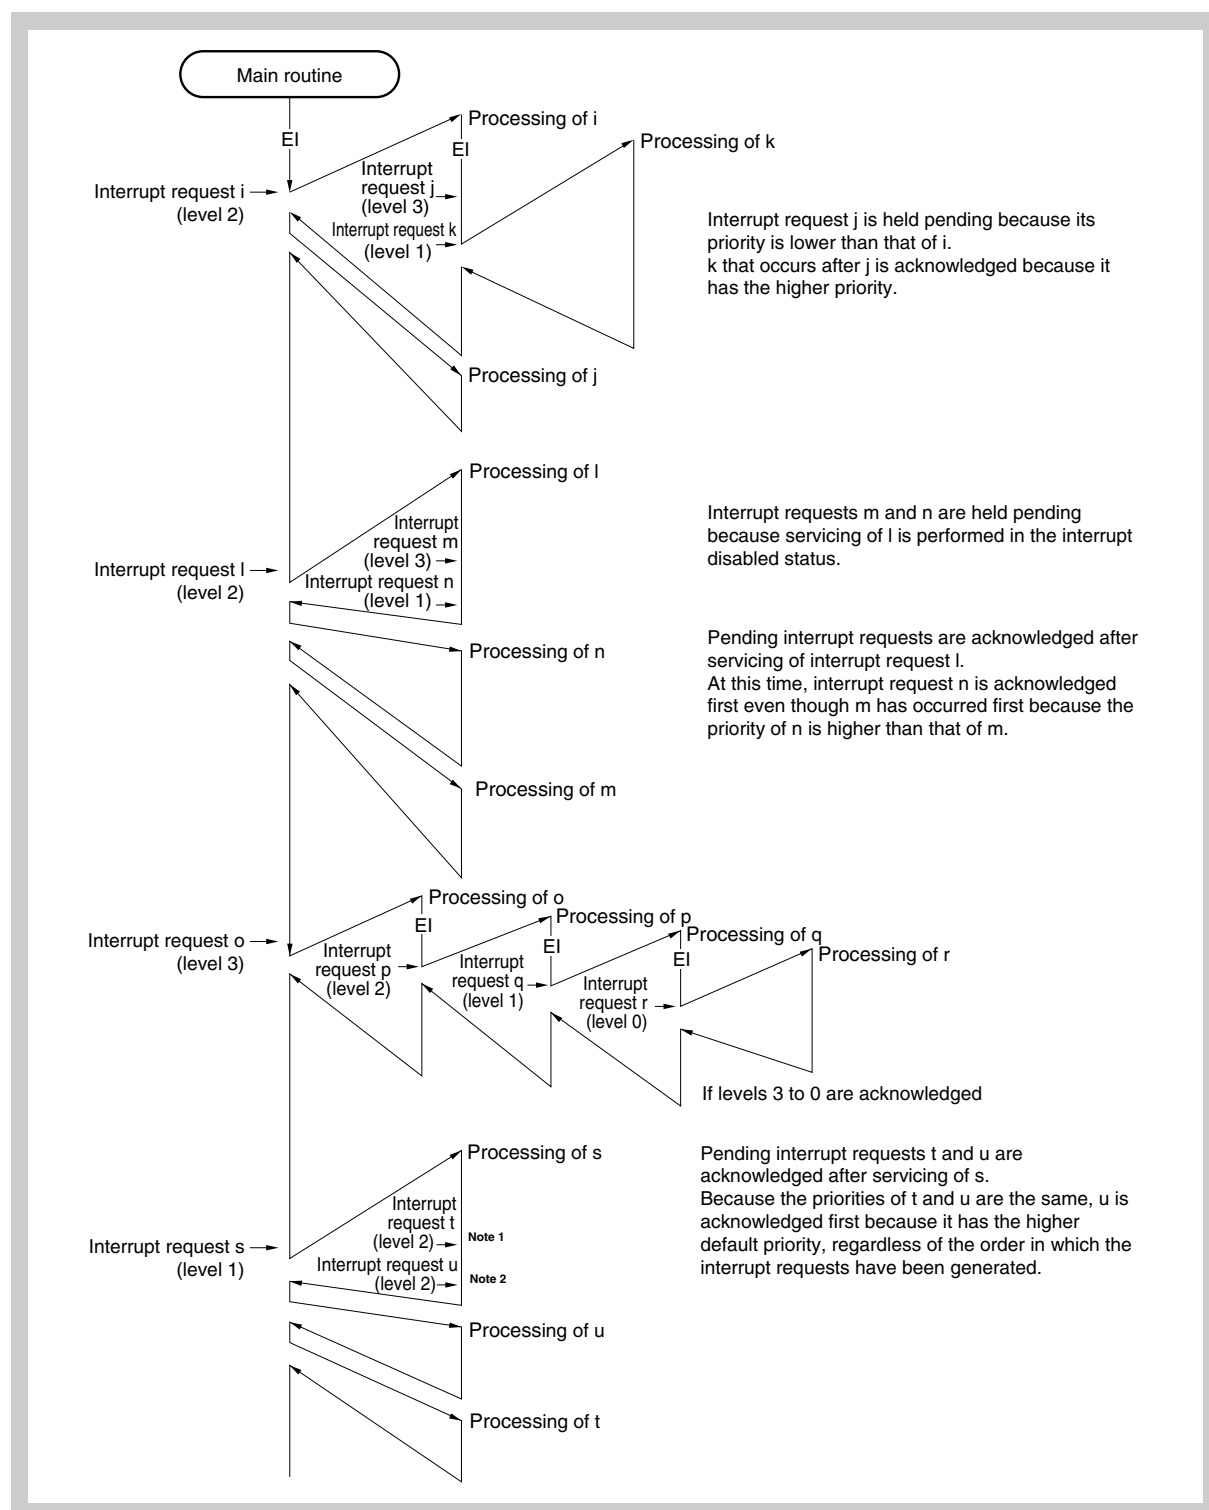 Main routine
EI
Processing of i
EI
Processing of k
Interrupt request i
(level 2)
Interrupt
request j
(level 3)
Interrupt request k
(level 1)
Interrupt request j is held pending because its
priority is lower than that of i.
k that occurs after j is acknowledged because it
has the higher priority.
Processing of j
Processing of l
Interrupt request l
(level 2)
Interrupt
request m
(level 3)
Interrupt request n
(level 1)
Interrupt requests m and n are held pending
because servicing of l is performed in the interrupt
disabled status.
Processing of n
Pending interrupt requests are acknowledged after
servicing of interrupt request l.
At this time, interrupt request n is acknowledged
first even though m has occurred first because the
priority of n is higher than that of m.
Processing of m
Processing of o
EI
Processing of p
EI
Processing of q
EI
Processing of r
Interrupt request o
(level 3)
Interrupt
request p
(level 2)
Interrupt
request q
(level 1)
Interrupt
request r
(level 0)
If levels 3 to 0 are acknowledged
Processing of s
Interrupt request s
(level 1)
Interrupt
request t
(level 2)
Note 1
Interrupt request u
(level 2)
Note 2
Pending interrupt requests t and u are
acknowledged after servicing of s.
Because the priorities of t and u are the same, u is
acknowledged first because it has the higher
default priority, regardless of the order in which the
interrupt requests have been generated.
Processing of u
Processing of t